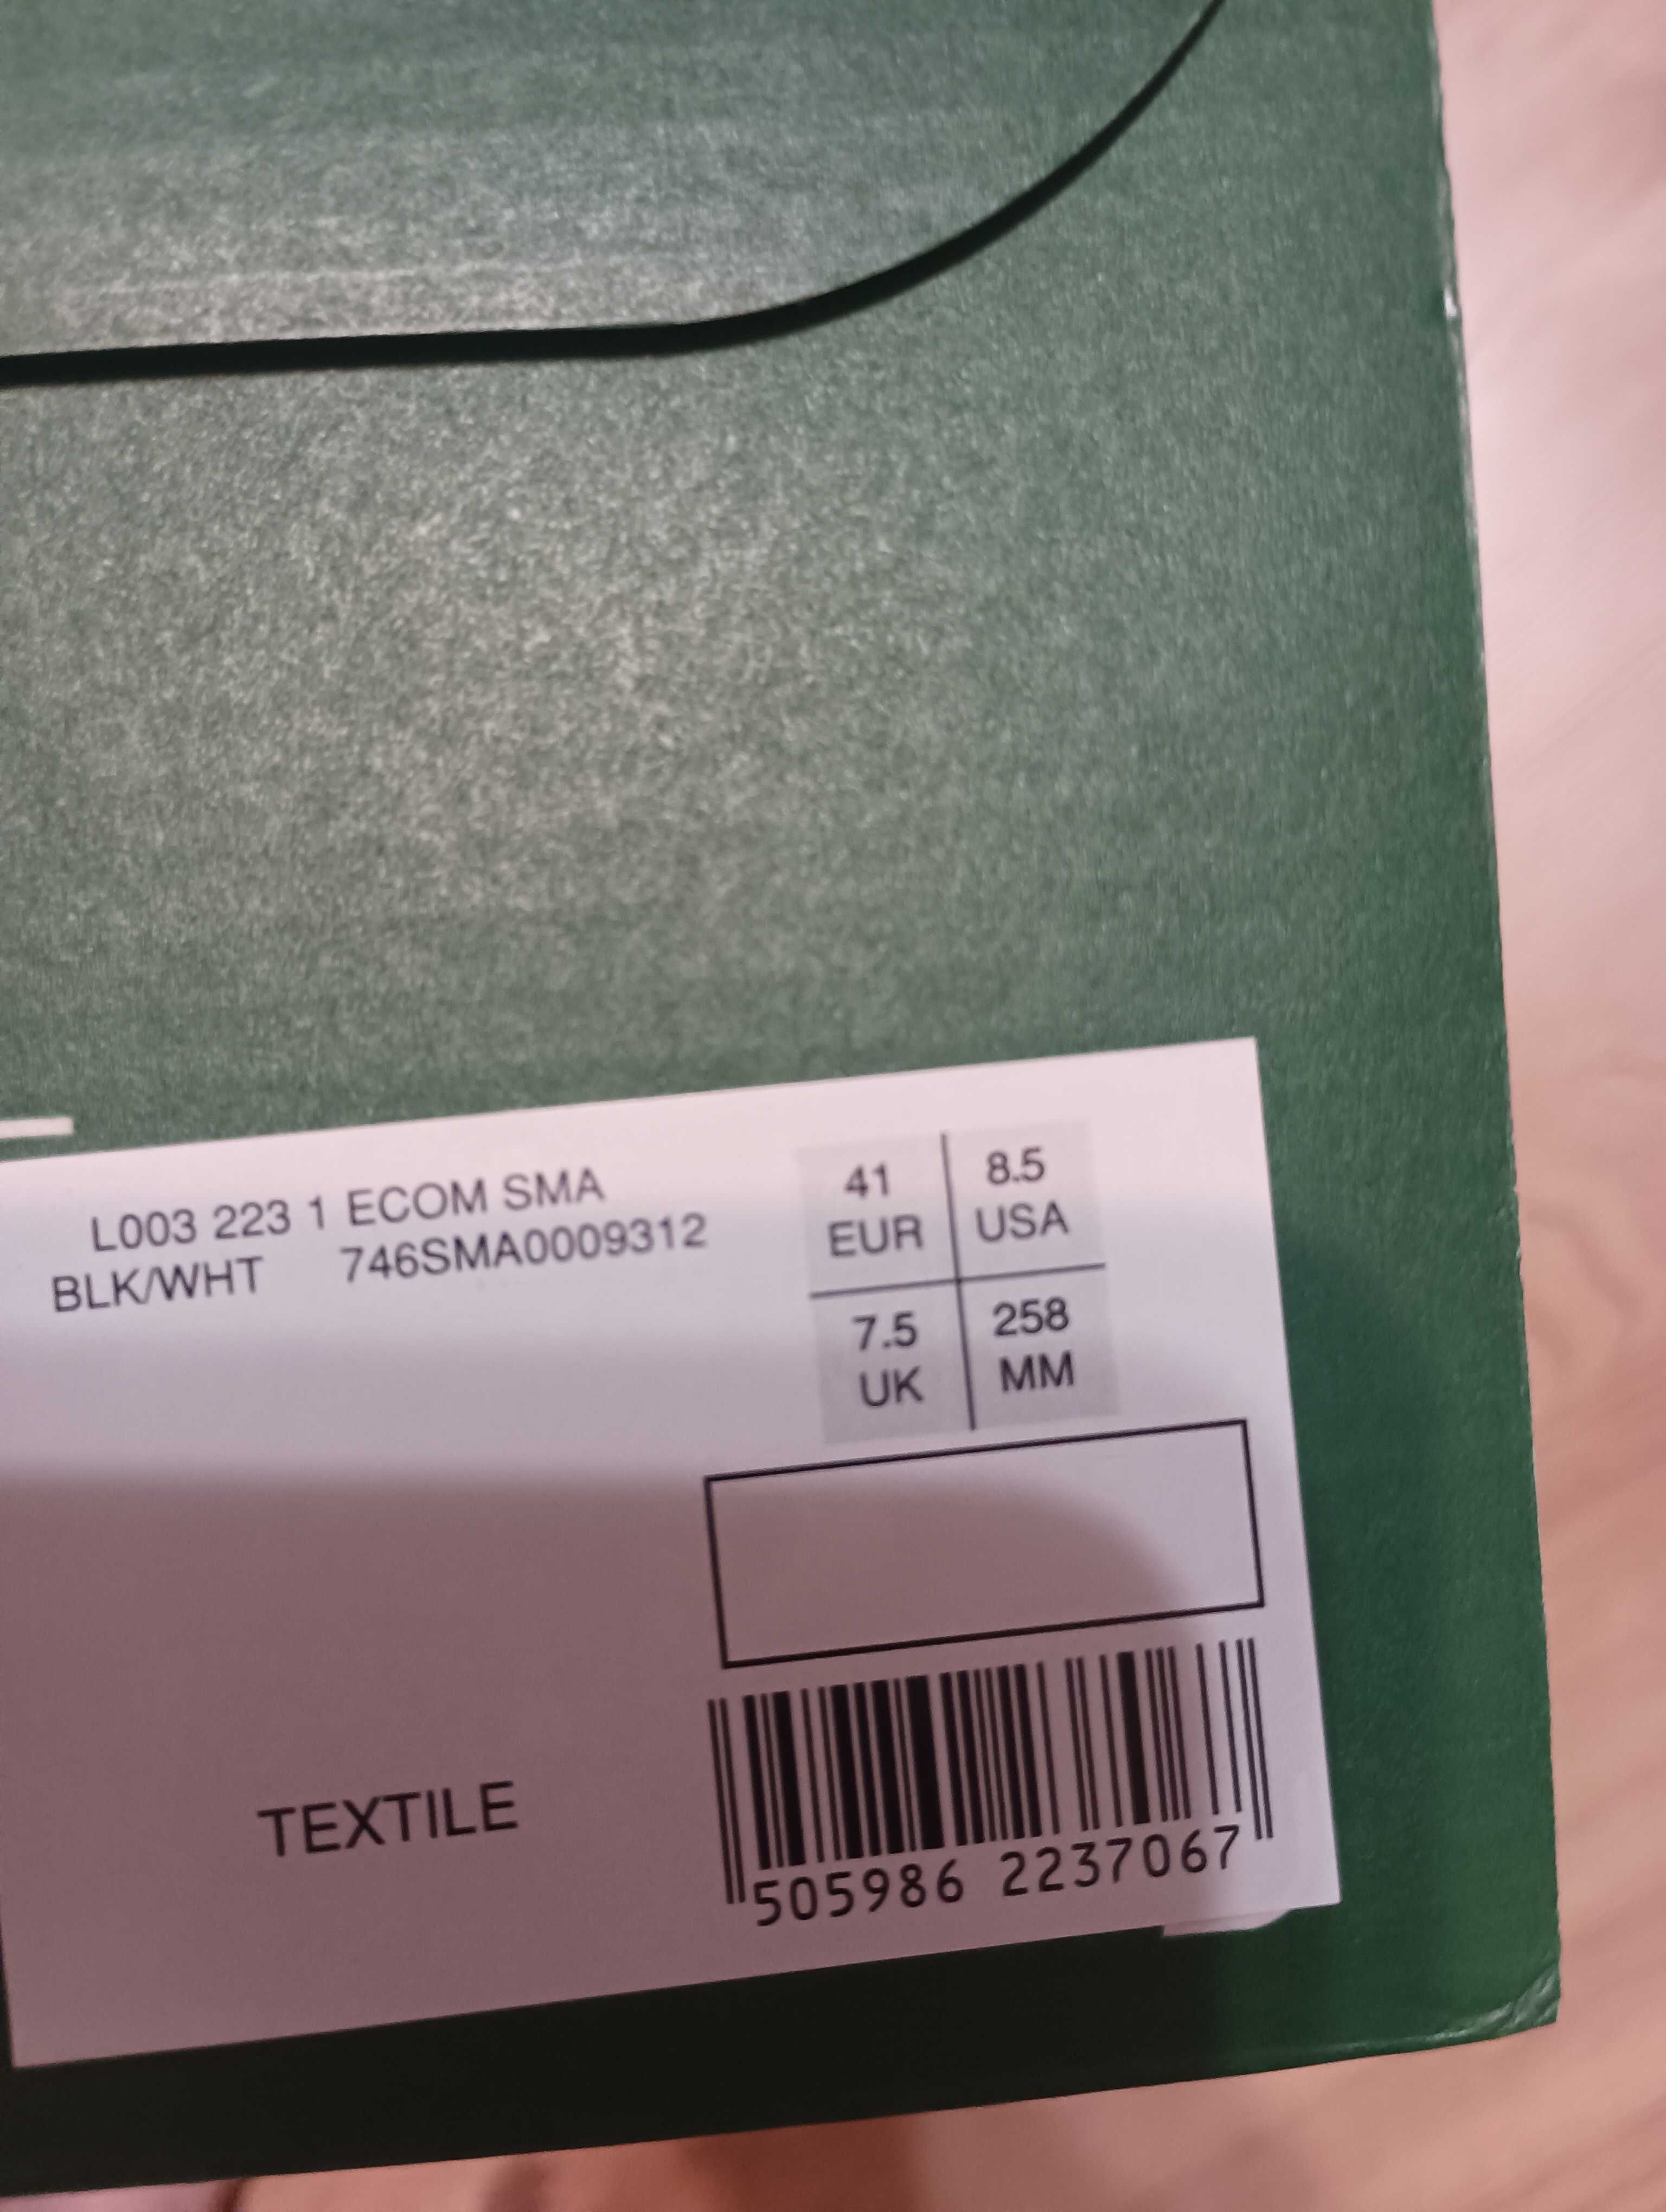 L003 223 1 ECOM SMA
BLK/WHT 746SMA0009312
41 8.5
EUR USA
7.5 258
UK MM
TEXTILE
505986 2237067